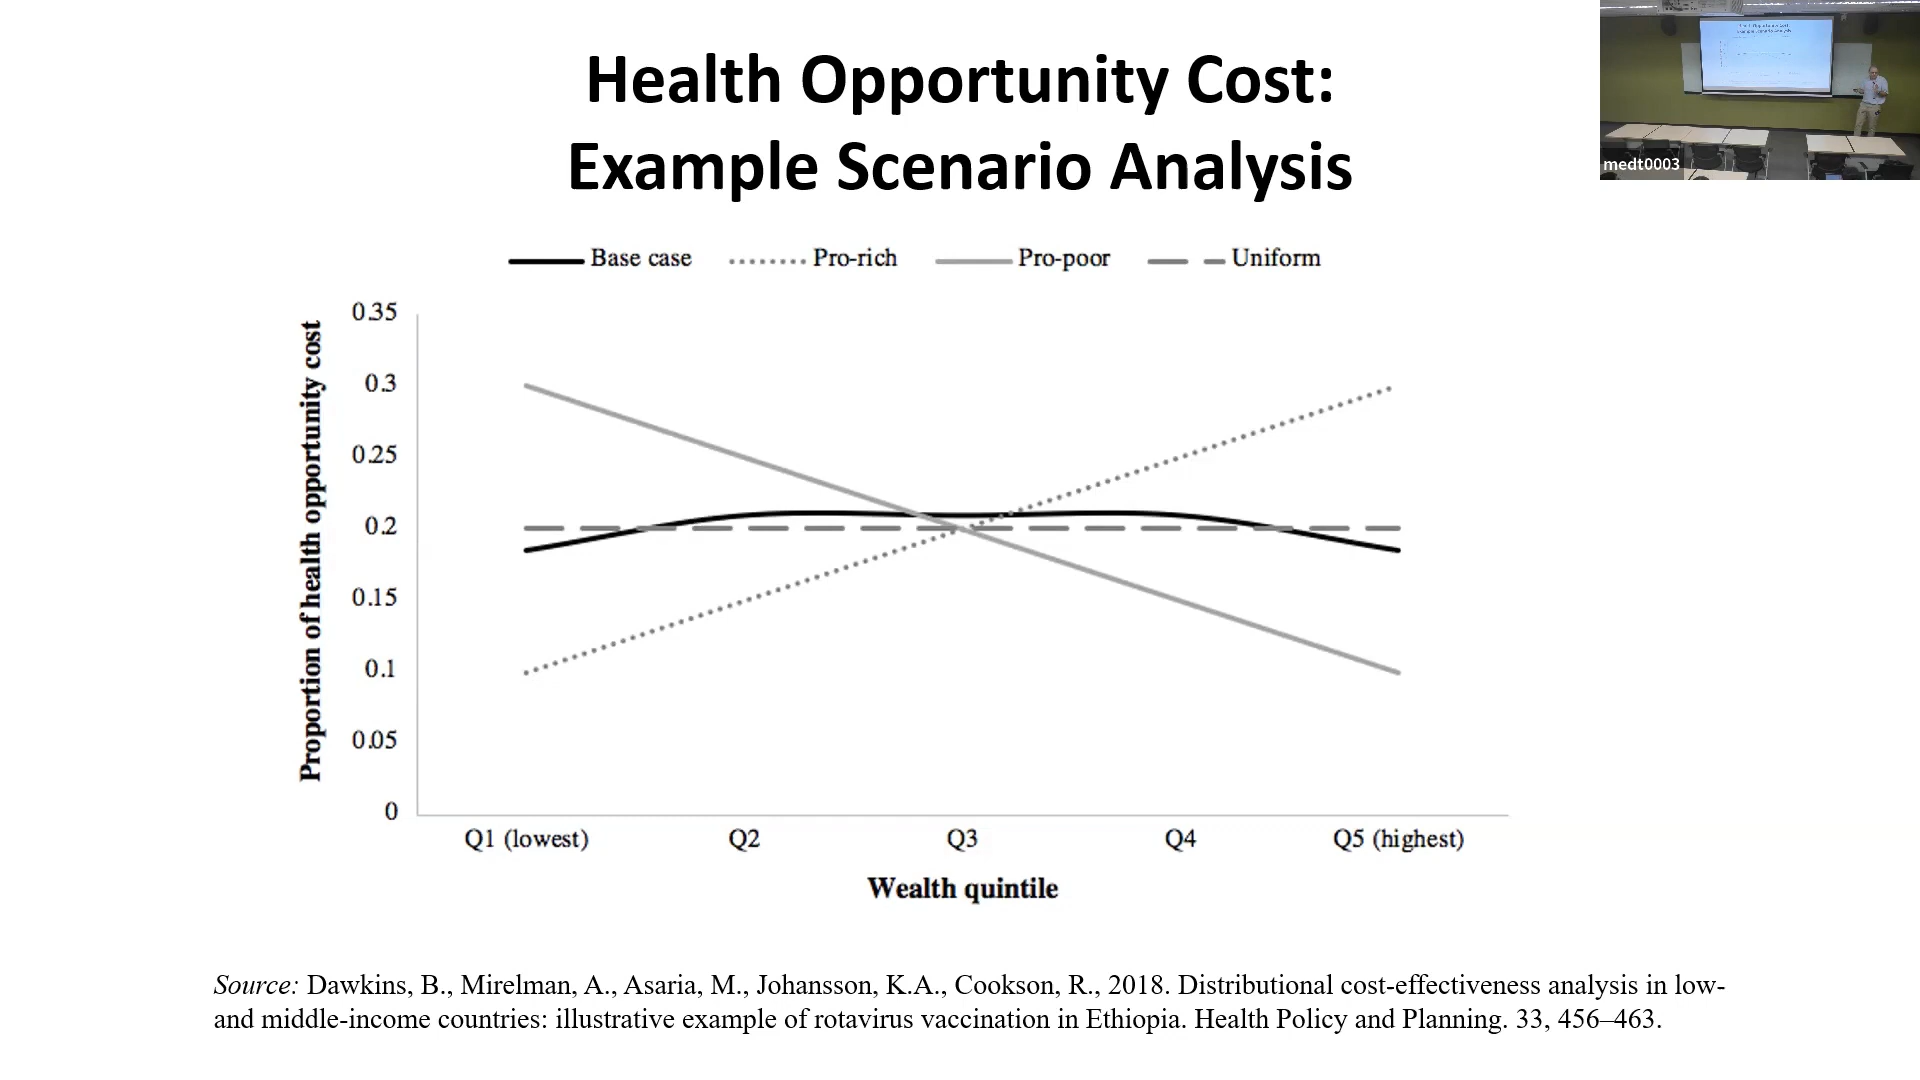 Health Opportunity Cost:
Example Scenario Analysis
medt0003
Base case
Pro-rich
Pro-poor
Uniform
Proportion of health opportunity cost
0.35
0.3
0.25
0.2
0.15
0.1
0.05
0
Q1 (lowest)
Q2
Q3
Q4
Q5 (highest)
Wealth quintile
Source: Dawkins, B., Mirelman, A., Asaria, M., Johansson, K.A., Cookson, R., 2018. Distributional cost-effectiveness analysis in low-
and middle-income countries: illustrative example of rotavirus vaccination in Ethiopia. Health Policy and Planning. 33, 456–463.